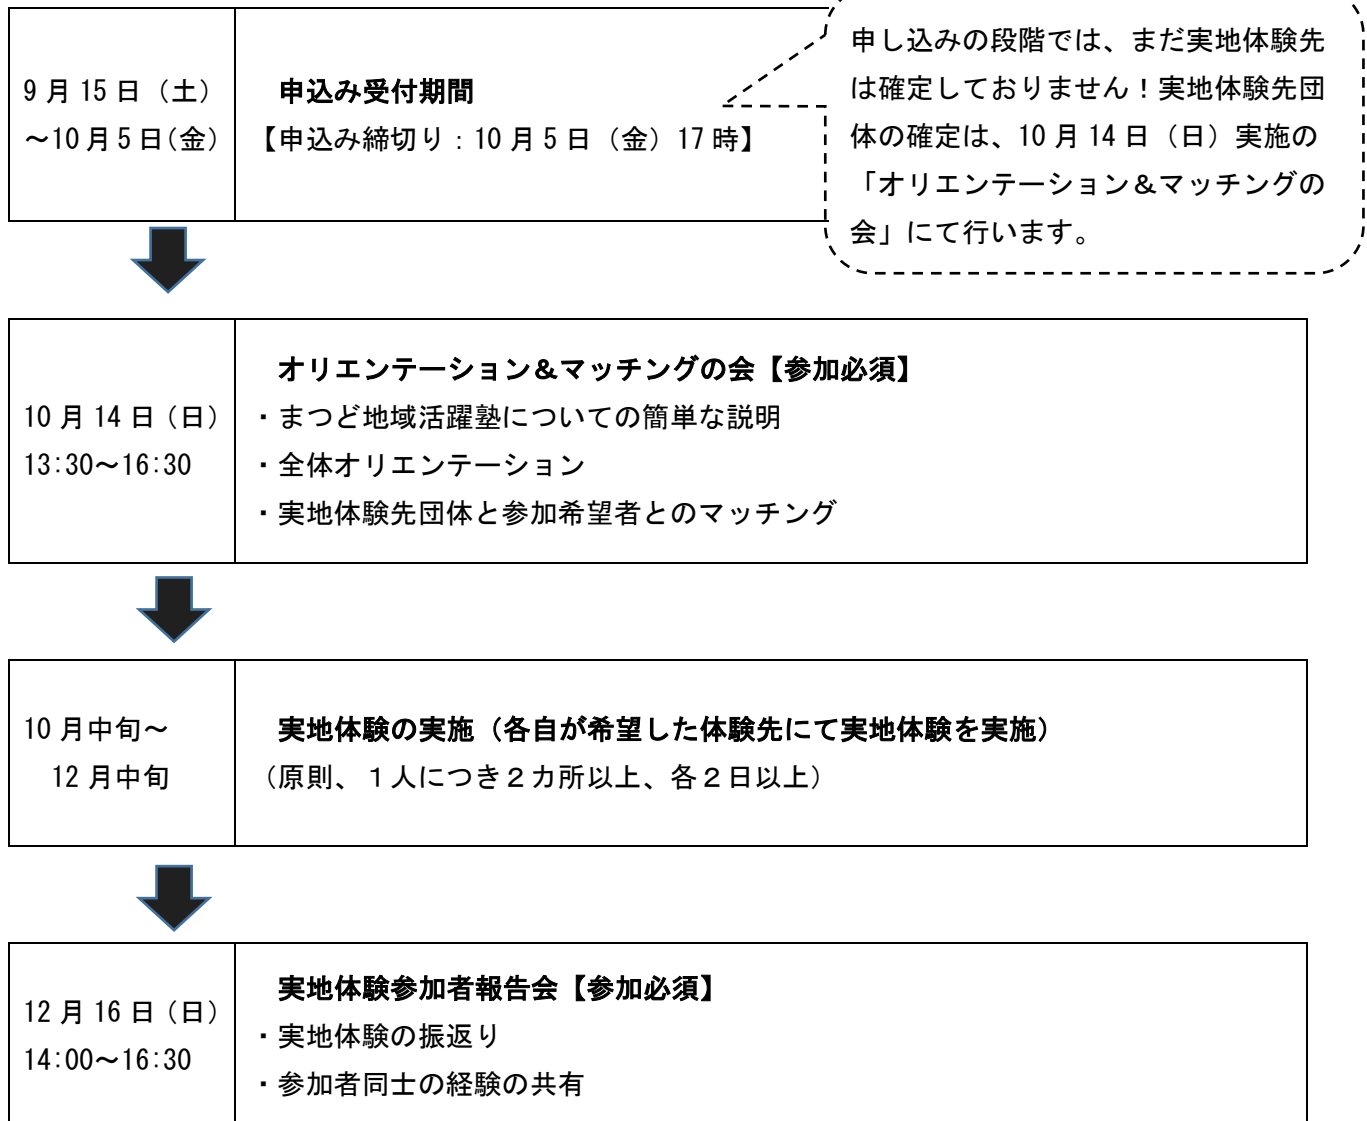 9月15日（土）
～10月5日(金)
申込み受付期間
【申込み締切り：10月5日（金）17時】
申し込みの段階では、まだ実地体験先
は確定しておりません！実地体験先団
体の確定は、10月14日（日）実施の
「オリエンテーション＆マッチングの
会」にて行います。
10月14日（日）
13:30～16:30
オリエンテーション＆マッチングの会【参加必須】
・まつど地域活躍塾についての簡単な説明
・全体オリエンテーション
・実地体験先団体と参加希望者とのマッチング
10月中旬～
12月中旬
実地体験の実施（各自が希望した体験先にて実地体験を実施）
（原則、１人につき２カ所以上、各２日以上）
12月16日（日）
14:00～16:30
実地体験参加者報告会【参加必須】
・実地体験の振返り
・参加者同士の経験の共有